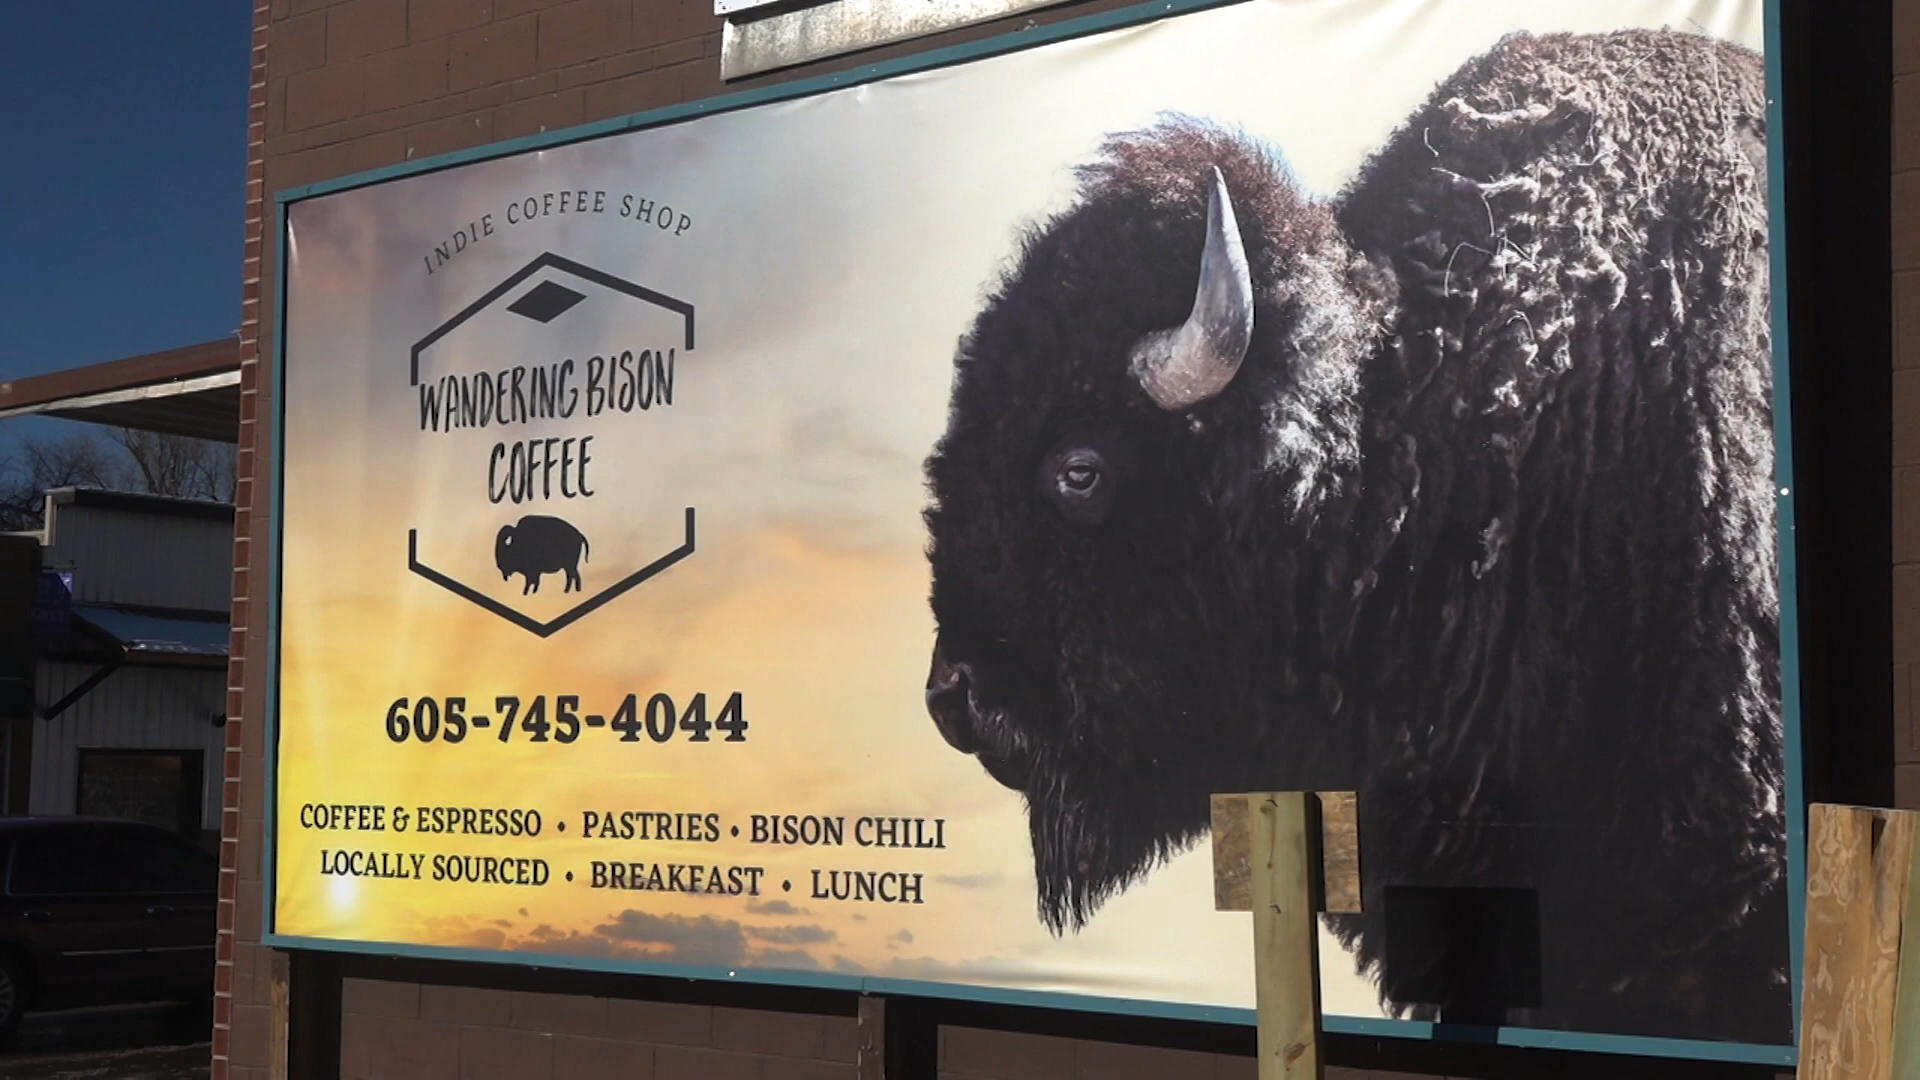 INDIE COFFEE SHOP
WANDERING BISON
COFFEE
605-745-4044
COFFEE & ESPRESSO • PASTRIES • BISON CHILI
LOCALLY SOURCED • BREAKFAST • LUNCH